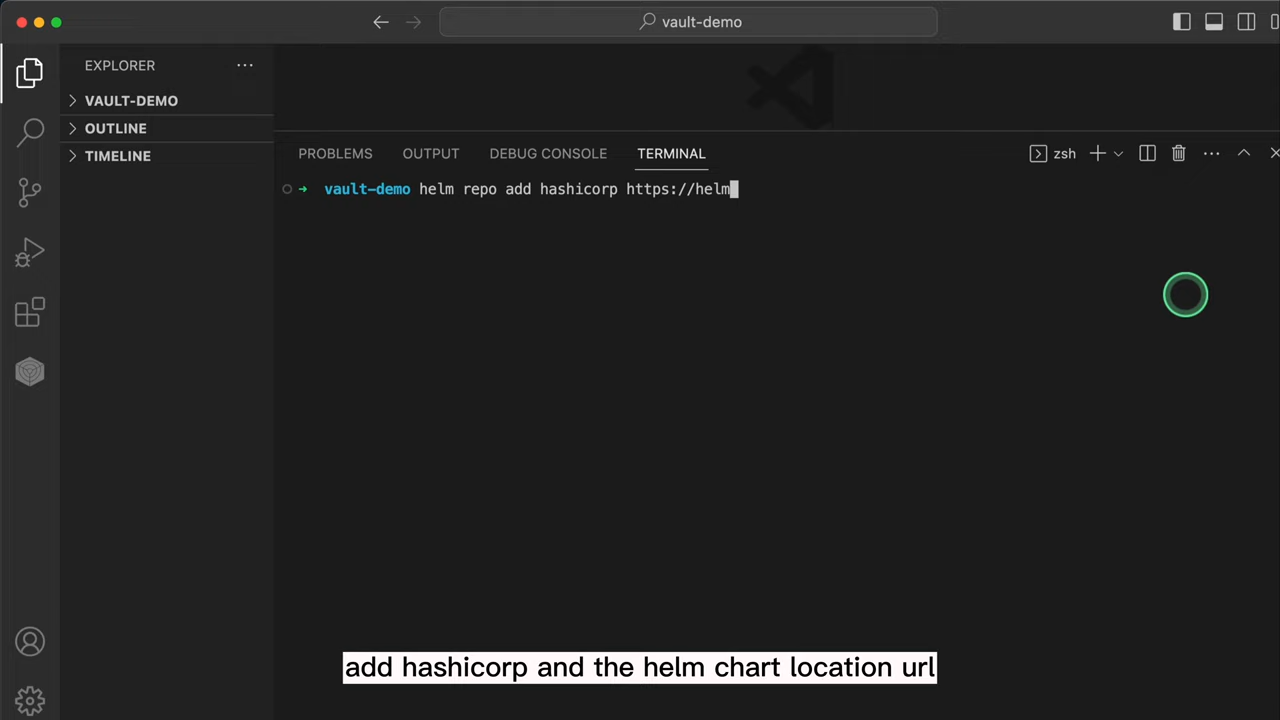 vault-demo
EXPLORER
VAULT-DEMO
OUTLINE
TIMELINE
PROBLEMS OUTPUT DEBUG CONSOLE TERMINAL
zsh
vault-demo helm repo add hashicorp https://helm
add hashicorp and the helm chart location url